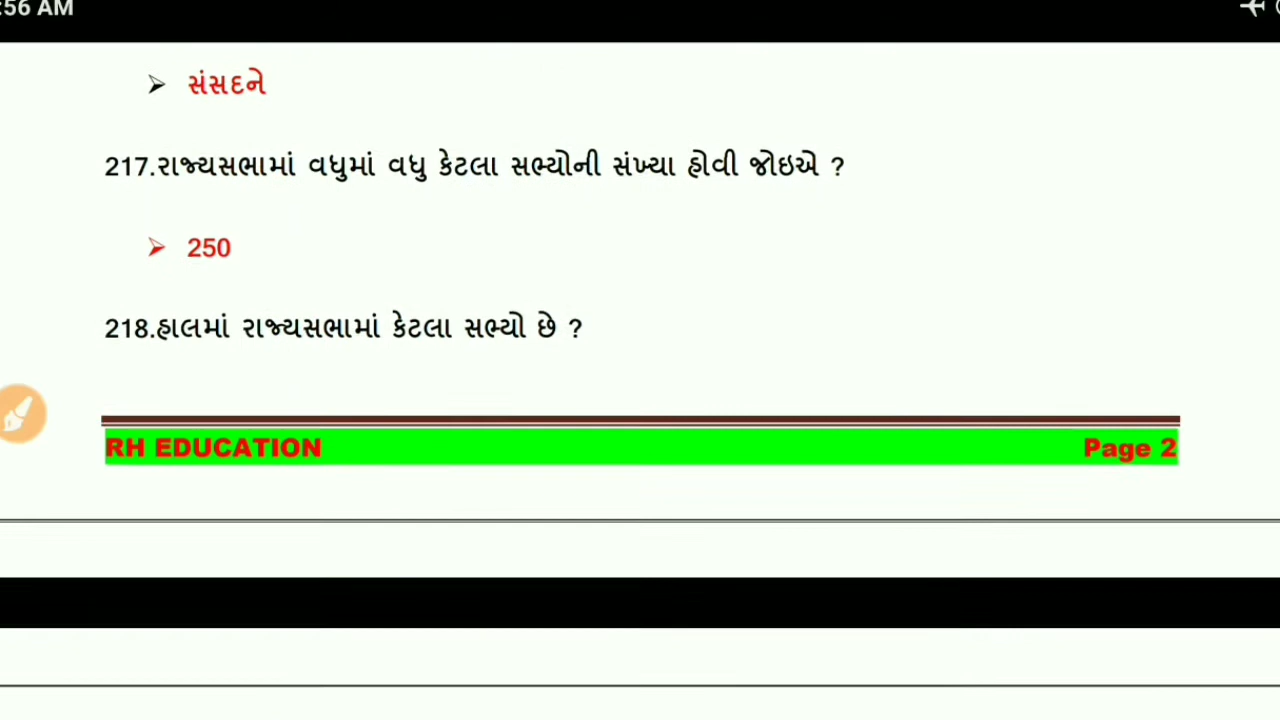 :56 AM
➢ સંસદને
217.રાજ્યસભામાં વધુમાં વધુ કેટલા સભ્યોની સંખ્યા હોવી જોઇએ ?
➢ 250
218.હાલમાં રાજ્યસભામાં કેટલા સભ્યો છે ?
RH EDUCATION Page 2